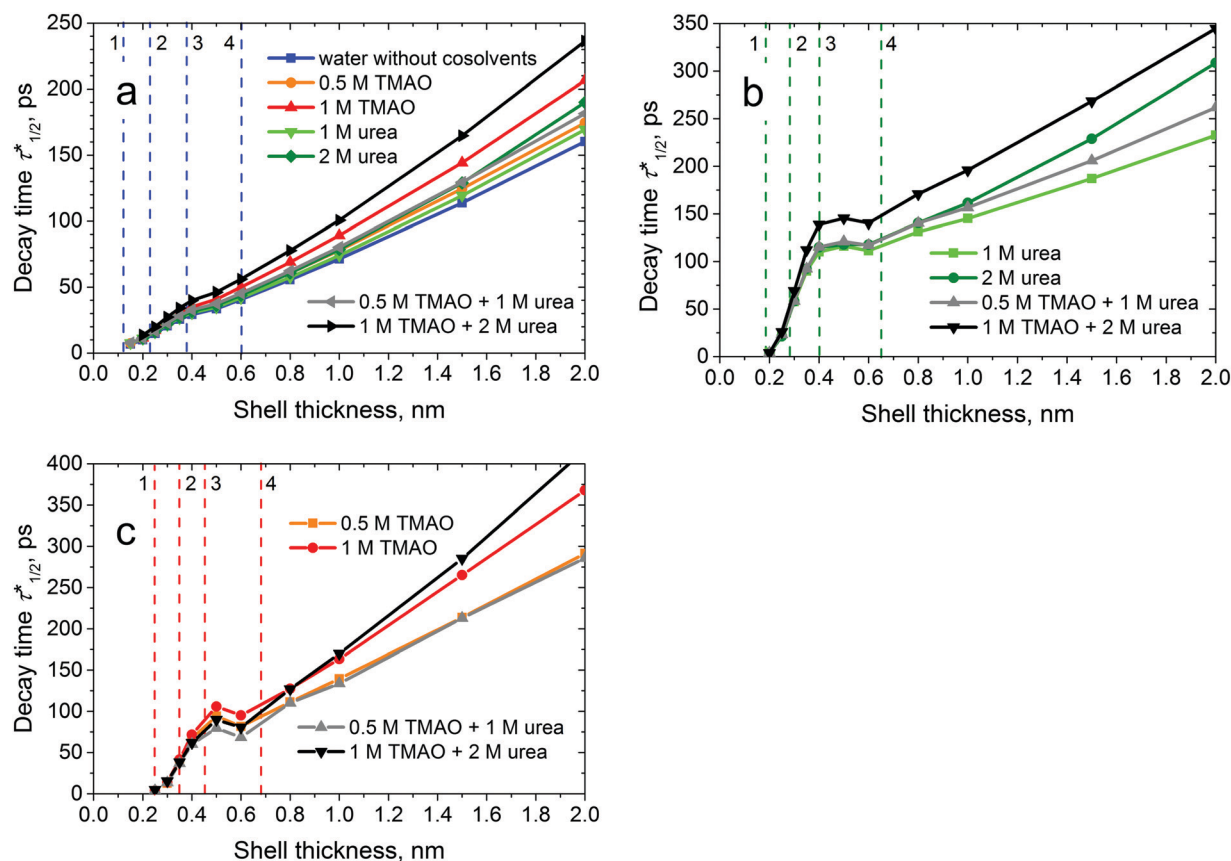 a
1 2 3 4
250
200
150
100
50
0
Decay time τ*1/2, ps
water without cosolvents
0.5 M TMAO
1 M TMAO
1 M urea
2 M urea
0.5 M TMAO + 1 M urea
1 M TMAO + 2 M urea
0.0 0.2 0.4 0.6 0.8 1.0 1.2 1.4 1.6 1.8 2.0
Shell thickness, nm
b
1 2 3 4
350
300
250
200
150
100
50
0
Decay time τ*1/2, ps
1 M urea
2 M urea
0.5 M TMAO + 1 M urea
1 M TMAO + 2 M urea
0.0 0.2 0.4 0.6 0.8 1.0 1.2 1.4 1.6 1.8 2.0
Shell thickness, nm
c
1 2 3 4
400
350
300
250
200
150
100
50
0
Decay time τ*1/2, ps
0.5 M TMAO
1 M TMAO
0.5 M TMAO + 1 M urea
1 M TMAO + 2 M urea
0.0 0.2 0.4 0.6 0.8 1.0 1.2 1.4 1.6 1.8 2.0
Shell thickness, nm